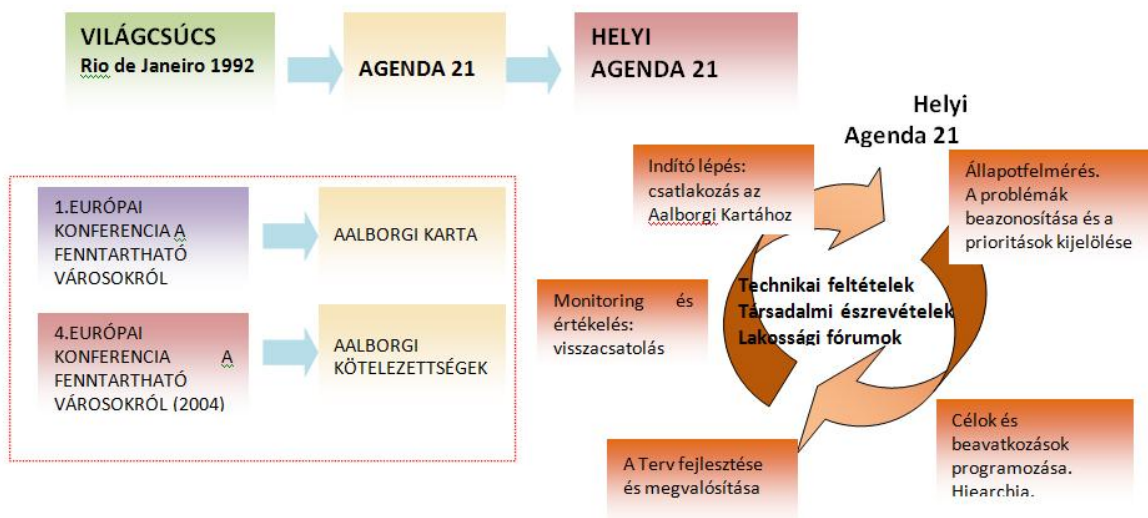 VILÁGCSÚCS
Rio de Janeiro 1992
AGENDA 21
HELYI
AGENDA 21
Helyi
Agenda 21
1.EURÓPAI
KONFERENCIA A
FENNTARTHATÓ
VÁROSOKRÓL
AALBORGI KARTA
4.EURÓPAI
KONFERENCIA A
FENNTARTHATÓ
VÁROSOKRÓL (2004)
AALBORGI
KÖTELEZETTSÉGEK
Indító lépés:
csatlakozás az
Aalborgi Kartához
Állapotfelmérés.
A problémák
beazonosítása és a
prioritások kijelölése
Technikai feltételek
Társadalmi észrevételek
Lakossági fórumok
Monitoring és
értékelés:
visszacsatolás
Célok és
beavatkozások
programozása.
Hiearchia.
A Terv fejlesztése
és megvalósítása